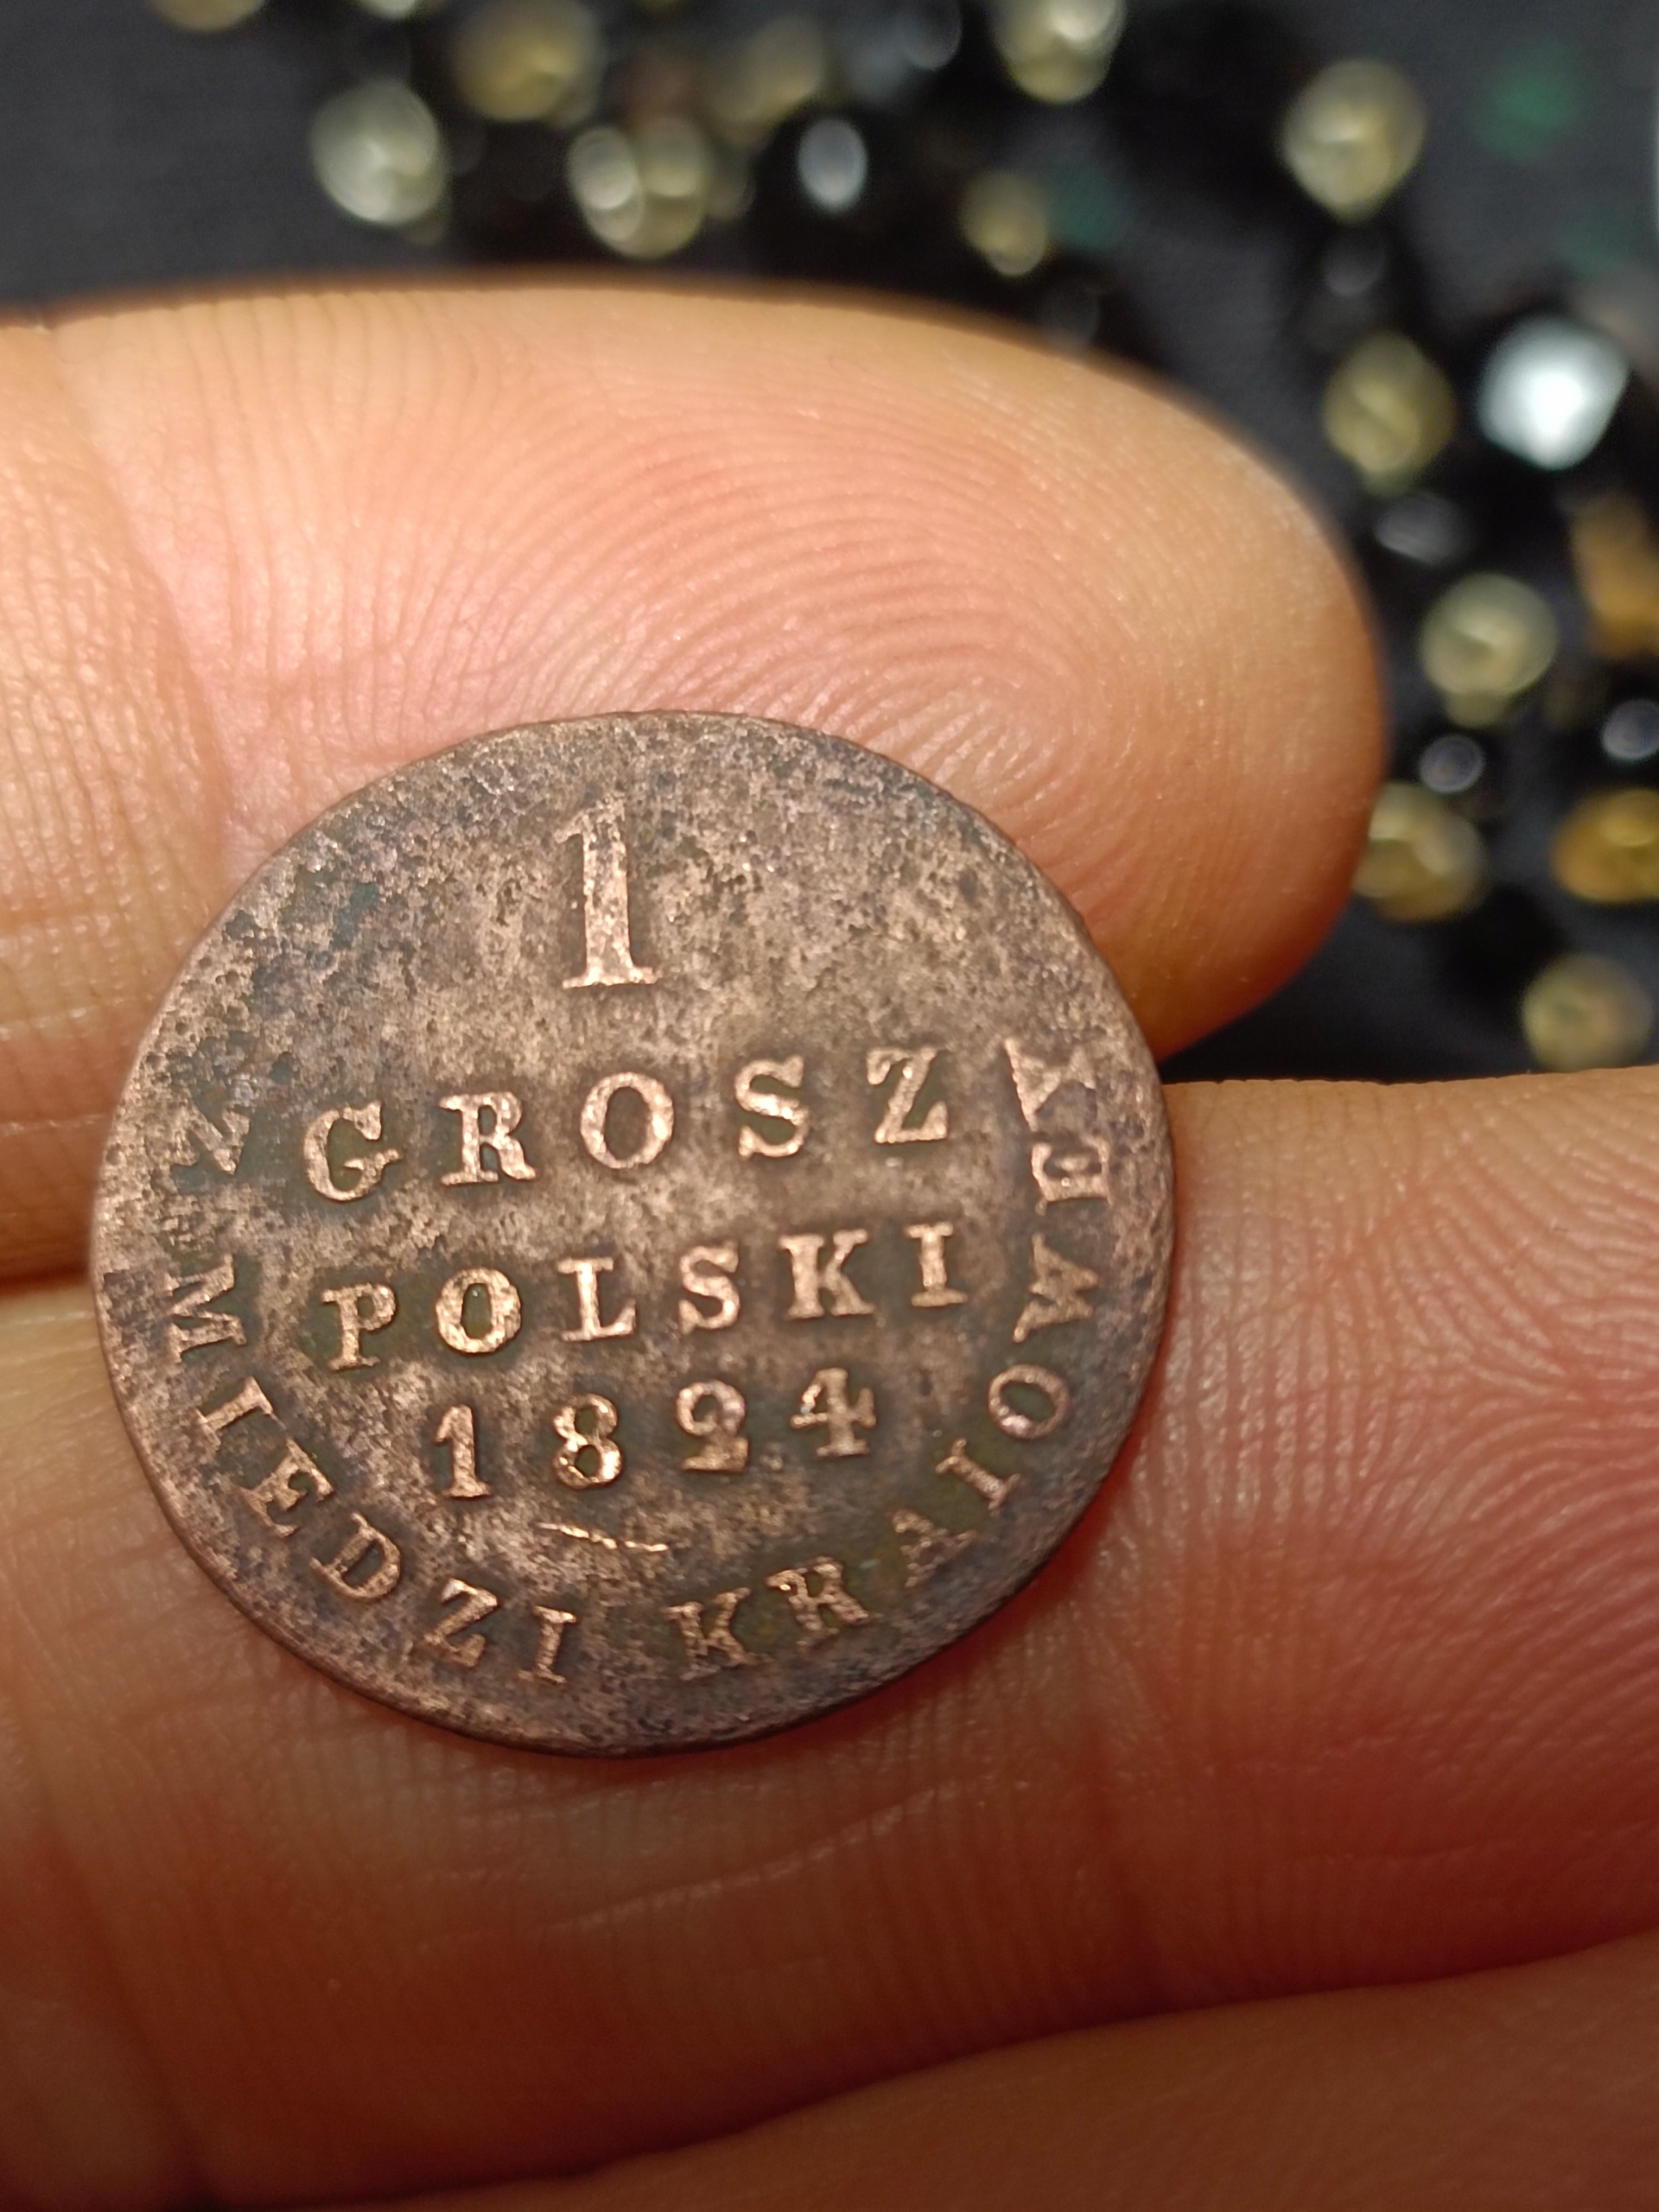 1
GROSZ
POLSKI
1824
Z MIEDZI KRAIOWEY